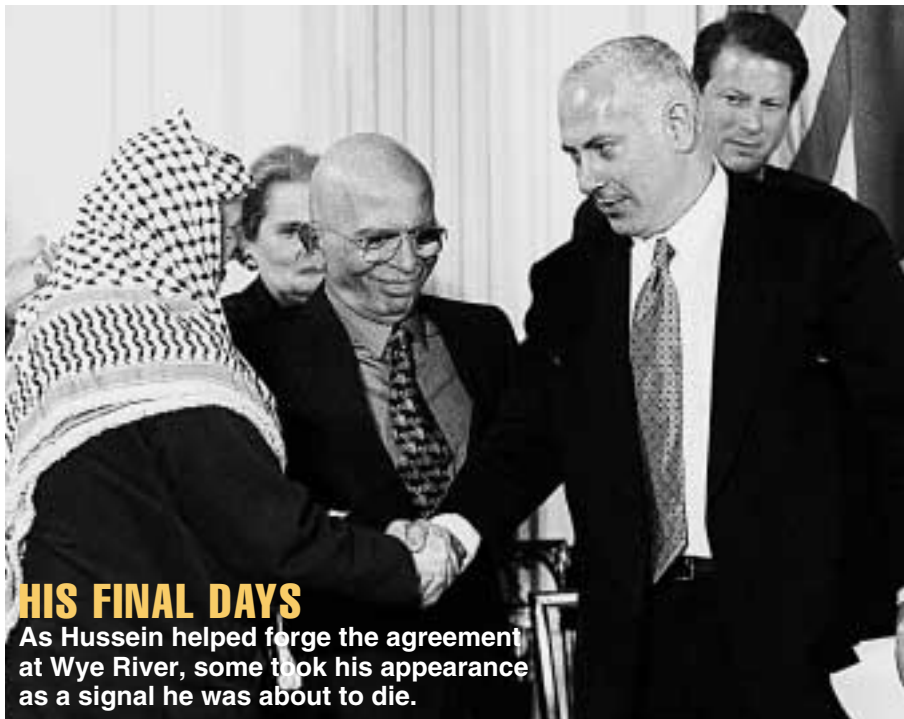 HIS FINAL DAYS
As Hussein helped forge the agreement
at Wye River, some took his appearance
as a signal he was about to die.